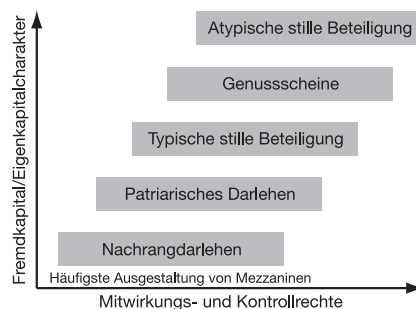 Fremdkapital/Eigenkapitalcharakter
Atypische stille Beteiligung
Genussscheine
Typische stille Beteiligung
Patriarisches Darlehen
Nachrangdarlehen
Häufigste Ausgestaltung von Mezzaninen
Mitwirkungs- und Kontrollrechte